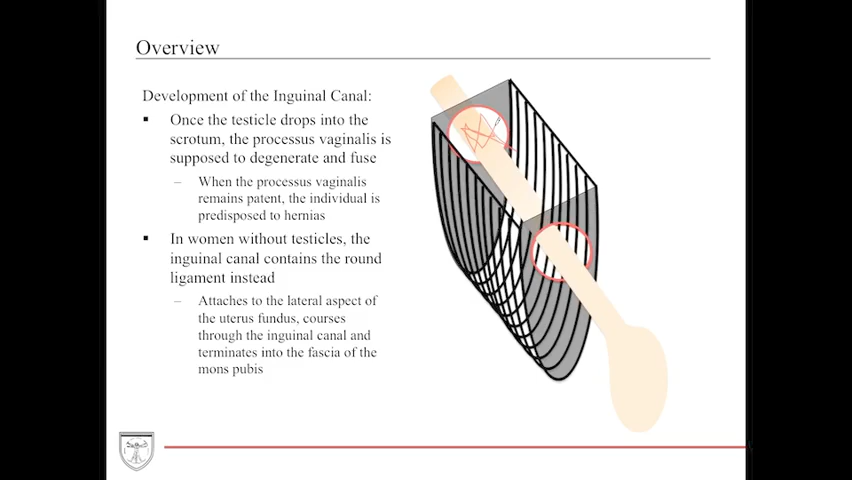 Overview
Development of the Inguinal Canal:
▪ Once the testicle drops into the
scrotum, the processus vaginalis is
supposed to degenerate and fuse
– When the processus vaginalis
remains patent, the individual is
predisposed to hernias
▪ In women without testicles, the
inguinal canal contains the round
ligament instead
– Attaches to the lateral aspect of
the uterus fundus, courses
through the inguinal canal and
terminates into the fascia of the
mons pubis